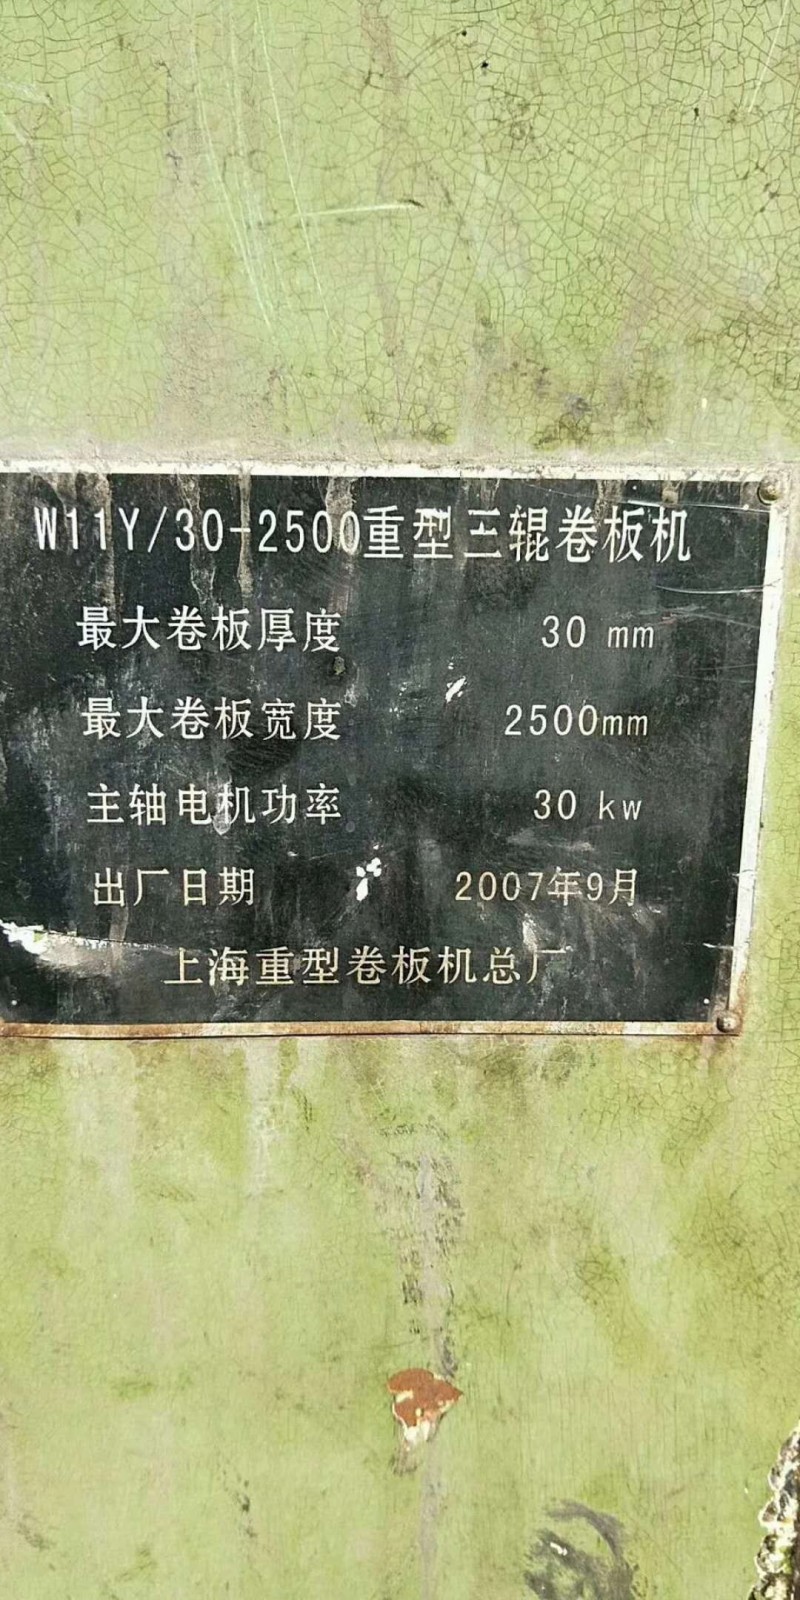 W11Y/30-2500重型三辊卷板机
最大卷板厚度 30 mm
最大卷板宽度 2500mm
主轴电机功率 30 kw
出厂日期 2007年9月
上海重型卷板机总厂